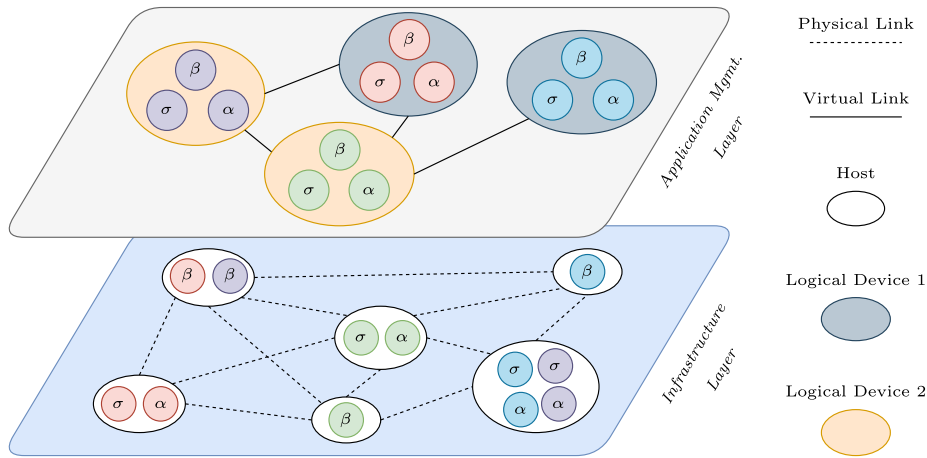 β
σ α
β
σ α
β
σ α
β
σ α
Application Mgmt.
Layer
β β
β
σ α
σ σ
α α
σ α
β
Infrastructure
Layer
Physical Link
Virtual Link
Host
Logical Device 1
Logical Device 2